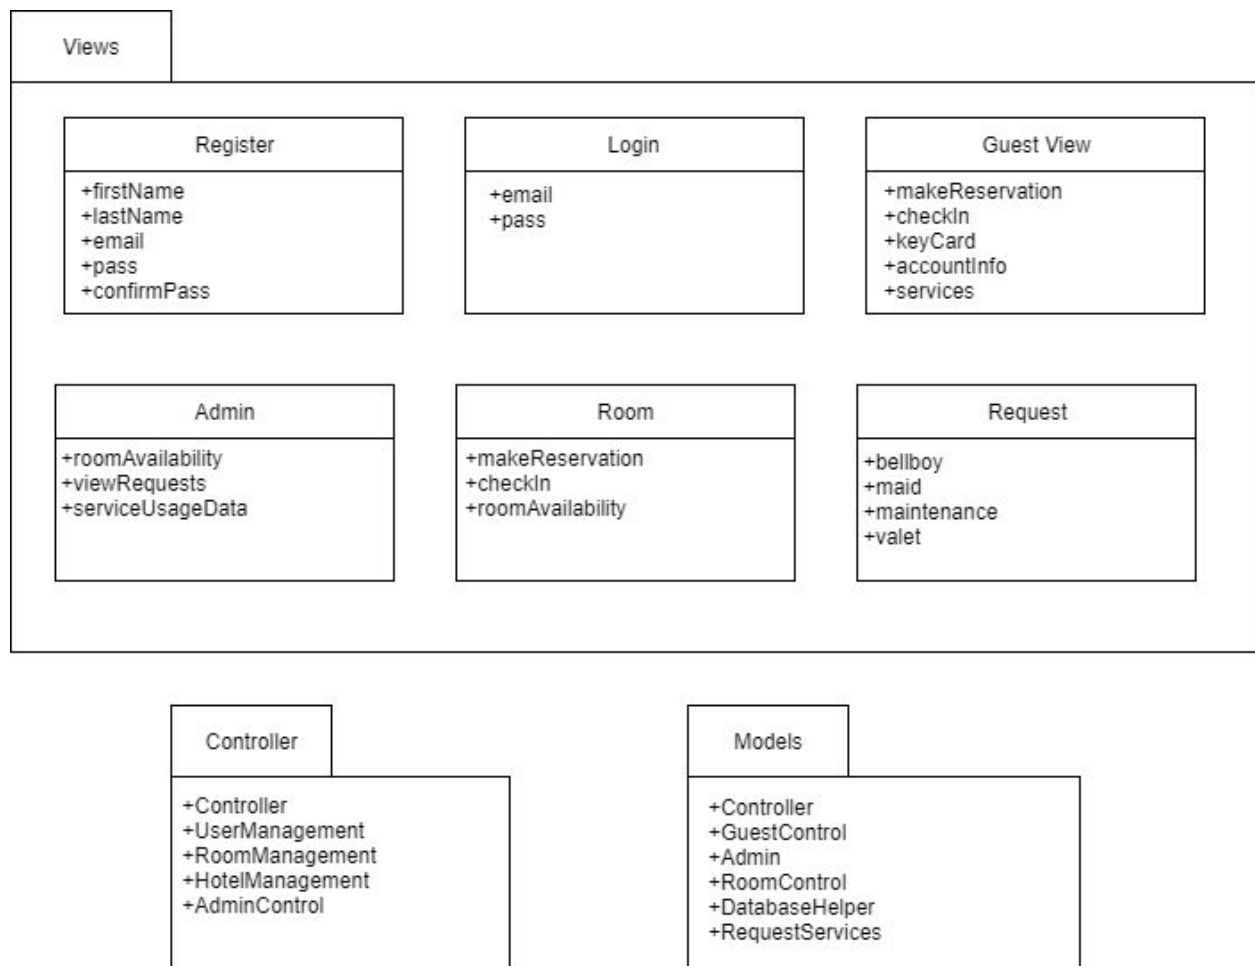 Views
Register
+firstName
+lastName
+email
+pass
+confirmPass
Login
+email
+pass
Guest View
+makeReservation
+checkIn
+keyCard
+accountInfo
+services
Admin
+roomAvailability
+viewRequests
+serviceUsageData
Room
+makeReservation
+checkIn
+roomAvailability
Request
+bellboy
+maid
+maintenance
+valet
Controller
+Controller
+UserManagement
+RoomManagement
+HotelManagement
+AdminControl
Models
+Controller
+GuestControl
+Admin
+RoomControl
+DatabaseHelper
+RequestServices